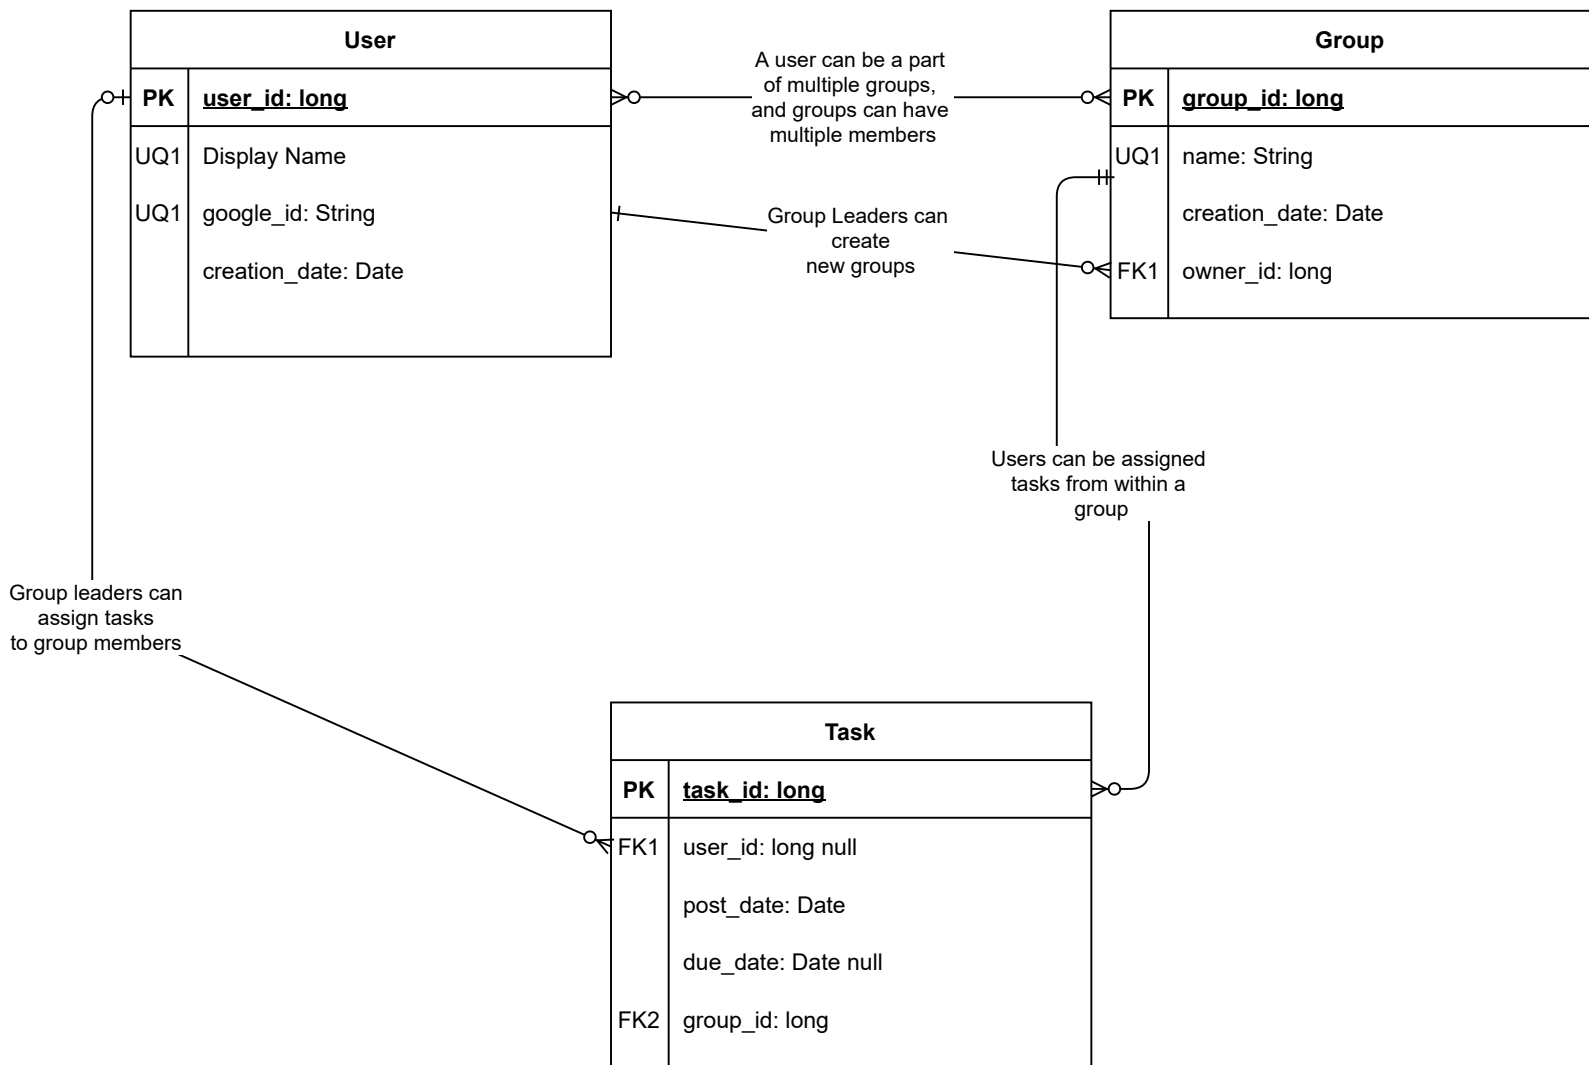 User
PK user_id: long
UQ1 Display Name
UQ1 google_id: String
creation_date: Date
A user can be a part
of multiple groups,
and groups can have
multiple members
Group
PK group_id: long
UQ1 name: String
creation_date: Date
FK1 owner_id: long
Group Leaders can
create
new groups
Users can be assigned
tasks from within a
group
Group leaders can
assign tasks
to group members
Task
PK task_id: long
FK1 user_id: long null
post_date: Date
due_date: Date null
FK2 group_id: long